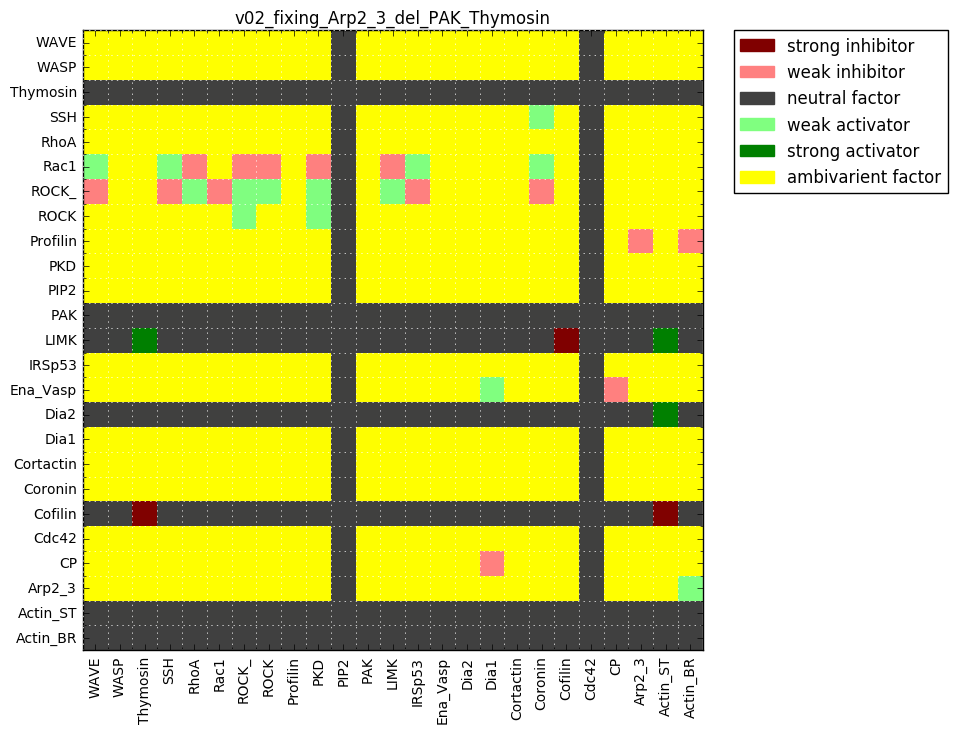 v02_fixing_Arp2_3_del_PAK_Thymosin
WAVE
WASP
Thymosin
SSH
RhoA
Rac1
ROCK_
ROCK
Profilin
PKD
PIP2
PAK
LIMK
IRSp53
Ena_Vasp
Dia2
Dia1
Cortactin
Coronin
Cofilin
Cdc42
CP
Arp2_3
Actin_ST
Actin_BR
WAVE
WASP
Thymosin
SSH
RhoA
Rac1
ROCK_
ROCK
Profilin
PKD
PIP2
PAK
LIMK
IRSp53
Ena_Vasp
Dia2
Dia1
Cortactin
Coronin
Cofilin
Cdc42
CP
Arp2_3
Actin_ST
Actin_BR
strong inhibitor
weak inhibitor
neutral factor
weak activator
strong activator
ambivarient factor